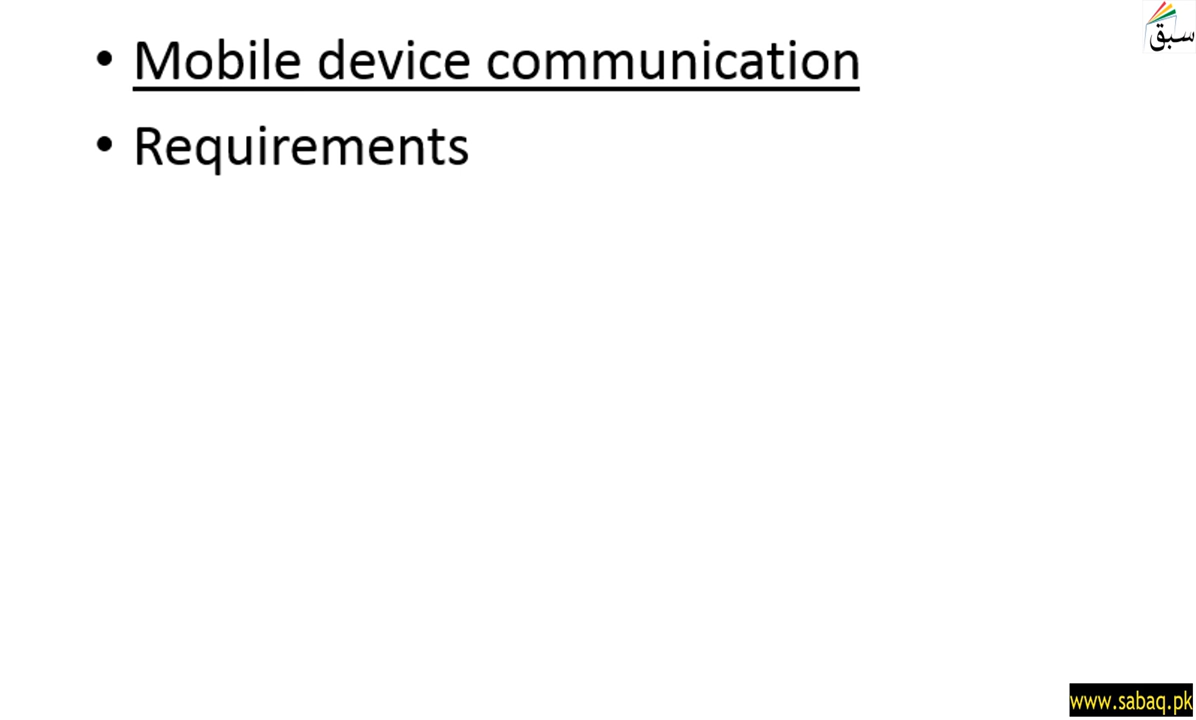 • Mobile device communication
• Requirements
سبق
www.sabaq.pk